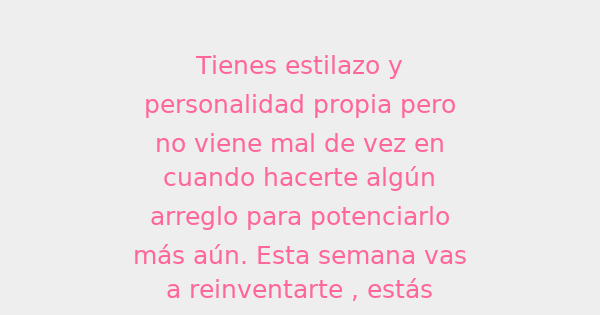 Tienes estilazo y
personalidad propia pero
no viene mal de vez en
cuando hacerte algún
arreglo para potenciarlo
más aún. Esta semana vas
a reinventarte , estás